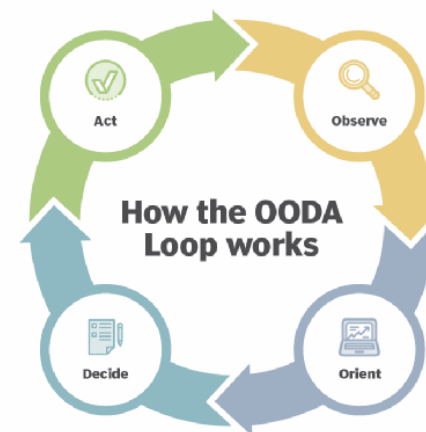 Act
Observe
How the OODA
Loop works
Decide
Orient